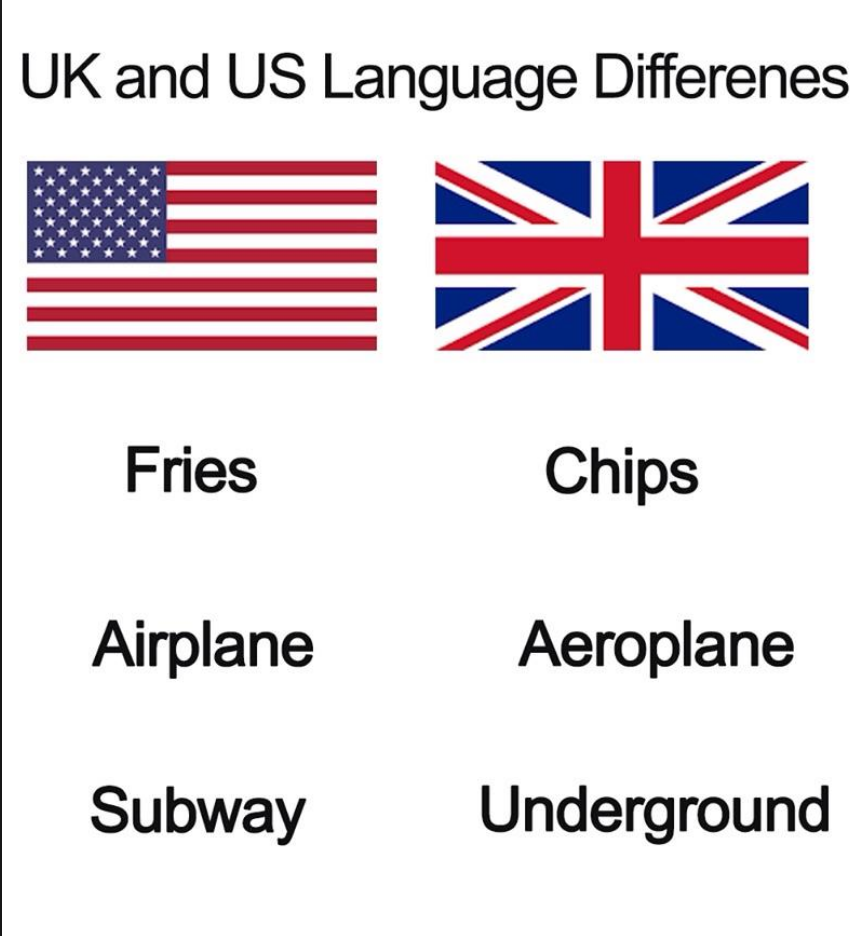 UK and US Language Differenes
Fries Chips
Airplane Aeroplane
Subway Underground